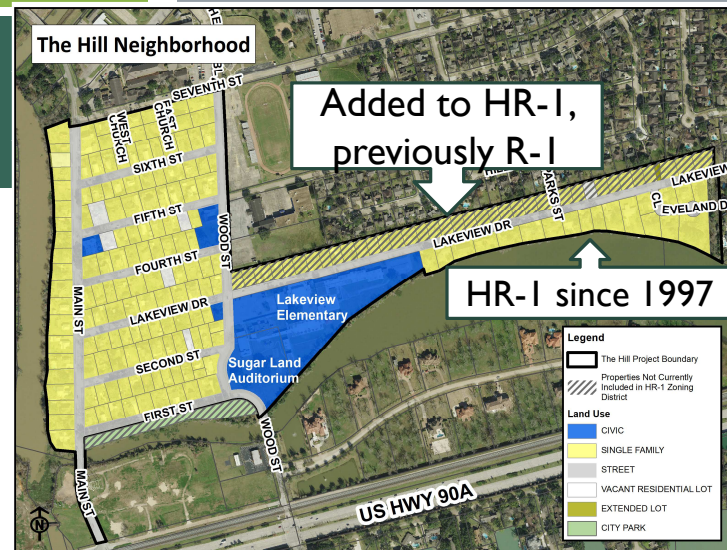 The Hill Neighborhood
SEVENTH ST
WEST
CHURCH
EAST
CHURCH
Added to HR-1,
previously R-1
SIXTH ST
FIFTH ST
WOOD ST
PARKS ST
LAKEVIEW
CLEVELAND D
LAKEVIEW DR
FOURTH ST
MAIN ST
HR-1 since 1997
LAKEVIEW DR
Lakeview
Elementary
SECOND ST
Sugar Land
Auditorium
FIRST ST
WOOD ST
MAIN ST
US HWY 90A
N
Legend
The Hill Project Boundary
Properties Not Currently
Included in HR-1 Zoning
District
Land Use
CIVIC
SINGLE FAMILY
STREET
VACANT RESIDENTIAL LOT
EXTENDED LOT
CITY PARK